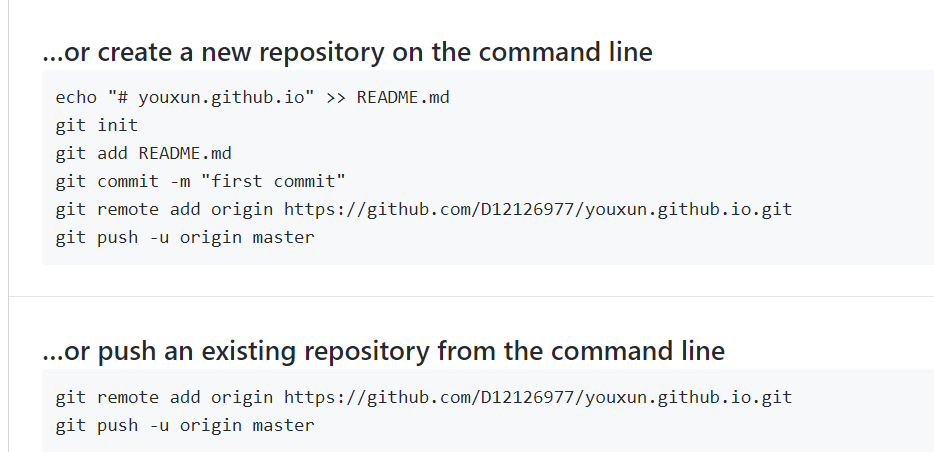 ...or create a new repository on the command line
echo "# youxun.github.io" >> README.md
git init
git add README.md
git commit -m "first commit"
git remote add origin https://github.com/D12126977/youxun.github.io.git
git push -u origin master
...or push an existing repository from the command line
git remote add origin https://github.com/D12126977/youxun.github.io.git
git push -u origin master